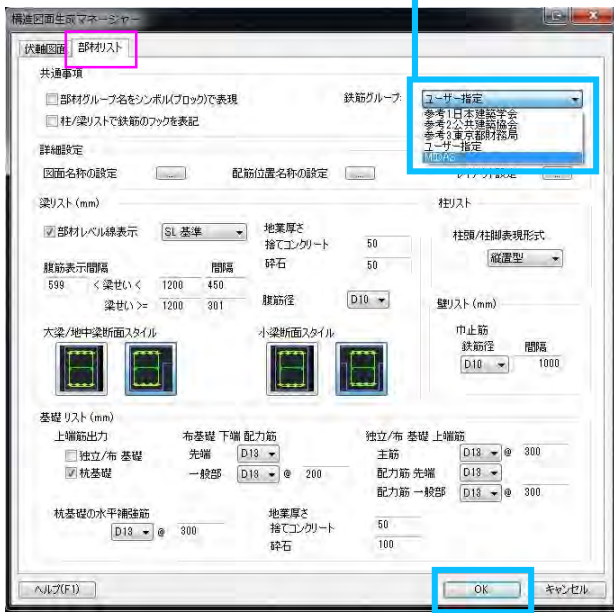 構造図面生成マネージャー
伏軸図面 部材リスト
共通事項
部材グループ名をシンボル(ブロック)で表現 鉄筋グループ: ユーザー指定
柱/梁リストで鉄筋のフックを表記
参考1日本建築学会
参考2公共建築協会
参考3東京都財務局
ユーザー指定
MIDAS
詳細設定
図面名称の設定 ... 配筋位置名称の設定 ...
梁リスト(mm)
部材レベル線表示 SL 基準
腹筋表示間隔 間隔
599 < 梁せい < 1200 450
梁せい >= 1200 301
地業厚さ
捨てコンクリート 50
砕石 50
腹筋径 D10
大梁/地中梁断面スタイル 小梁断面スタイル
柱リスト
柱頭/柱脚表現形式
縦置型
壁リスト(mm)
巾止筋
鉄筋径 間隔
D10 1000
基礎リスト(mm)
上端筋出力
独立/布 基礎
杭基礎
布基礎 下端 配力筋
先端 D13
一般部 D13 @ 200
独立/布 基礎 上端筋
主筋 D13 @ 300
配力筋 先端 D13
配力筋 一般部 D13 @ 300
杭基礎の水平補強筋
D13 @ 300
地業厚さ
捨てコンクリート 50
砕石 100
ヘルプ(F1) OK キャンセル